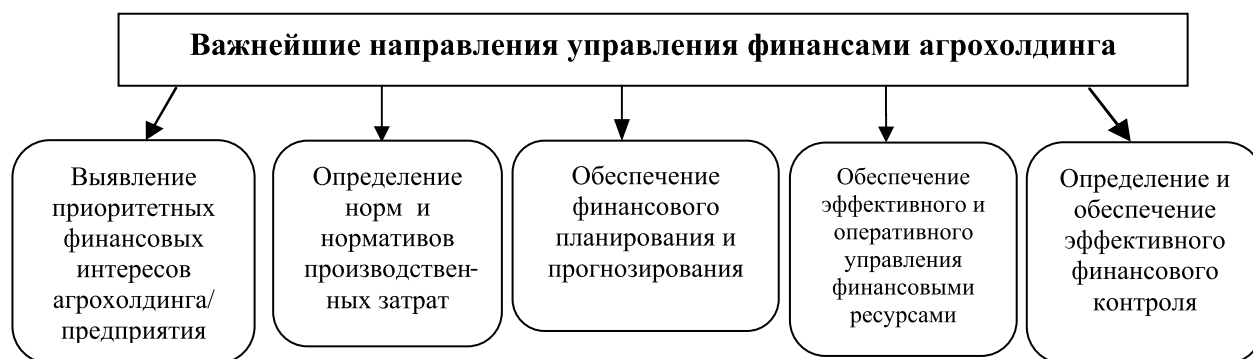 Важнейшие направления управления финансами агрохолдинга
Выявление
приоритетных
финансовых
интересов
агрохолдинга/
предприятия
Определение
норм и
нормативов
производствен-
ных затрат
Обеспечение
финансового
планирования и
прогнозирования
Обеспечение
эффективного и
оперативного
управления
финансовыми
ресурсами
Определение и
обеспечение
эффективного
финансового
контроля